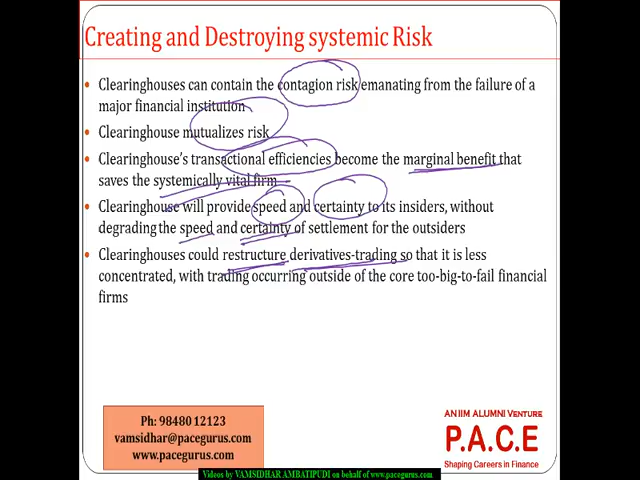 Creating and Destroying systemic Risk
• Clearinghouses can contain the contagion risk emanating from the failure of a
major financial institution
• Clearinghouse mutualizes risk
• Clearinghouse's transactional efficiencies become the marginal benefit that
saves the systemically vital firm
• Clearinghouse will provide speed and certainty to its insiders, without
degrading the speed and certainty of settlement for the outsiders
• Clearinghouses could restructure derivatives-trading so that it is less
concentrated, with trading occurring outside of the core too-big-to-fail financial
firms
Ph: 98480 12123
vamsidhar@pacegurus.com
www.pacegurus.com
AN IIM ALUMNI VENTURE
P.A.C.E
Shaping Careers in Finance
Videos by VAMSIDHAR AMBATIPUDI on behalf of www.pacegurus.com